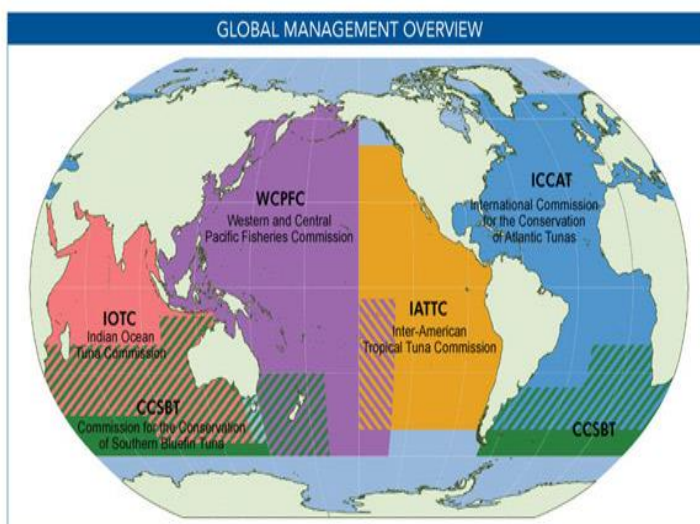 GLOBAL MANAGEMENT OVERVIEW
WCPFC
Western and Central
Pacific Fisheries Commission
ICCAT
International Commission
for the Conservation
of Atlantic Tunas
IOTC
Indian Ocean
Tuna Commission
IATTC
Inter-American
Tropical Tuna Commission
CCSBT
Commission for the Conservation
of Southern Bluefin Tuna
CCSBT